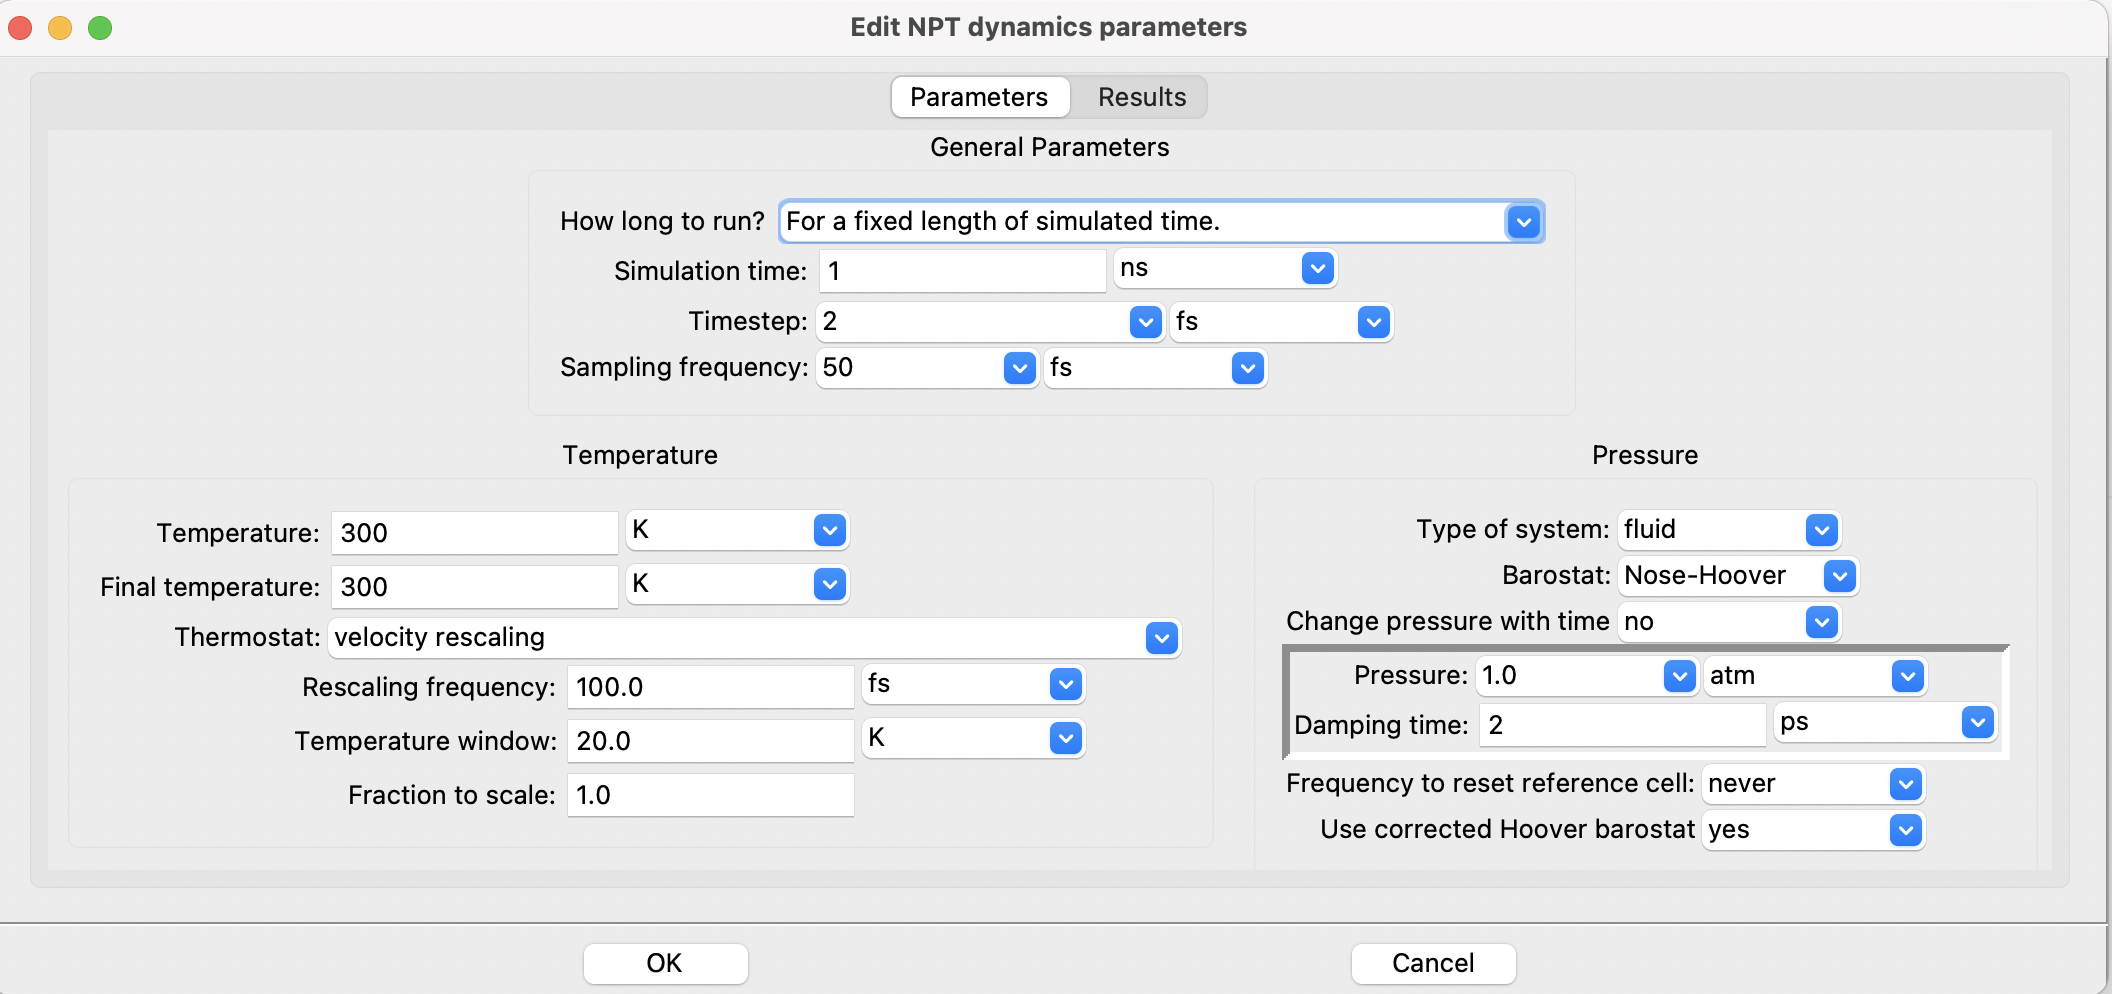 Edit NPT dynamics parameters
Parameters Results
General Parameters
How long to run? For a fixed length of simulated time.
Simulation time: 1 ns
Timestep: 2 fs
Sampling frequency: 50 fs
Temperature
Temperature: 300 K
Final temperature: 300 K
Thermostat: velocity rescaling
Rescaling frequency: 100.0 fs
Temperature window: 20.0 K
Fraction to scale: 1.0
Pressure
Type of system: fluid
Barostat: Nose-Hoover
Change pressure with time no
Pressure: 1.0 atm
Damping time: 2 ps
Frequency to reset reference cell: never
Use corrected Hoover barostat yes
OK Cancel